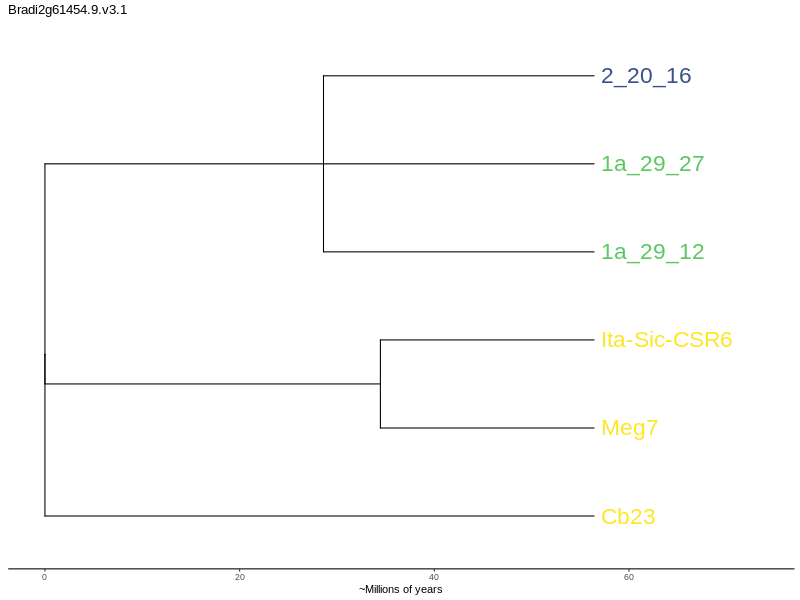 Bradi2g61454.9.v3.1
2_20_16
1a_29_27
1a_29_12
Ita-Sic-CSR6
Meg7
Cb23
0 20 40 60
~Millions of years